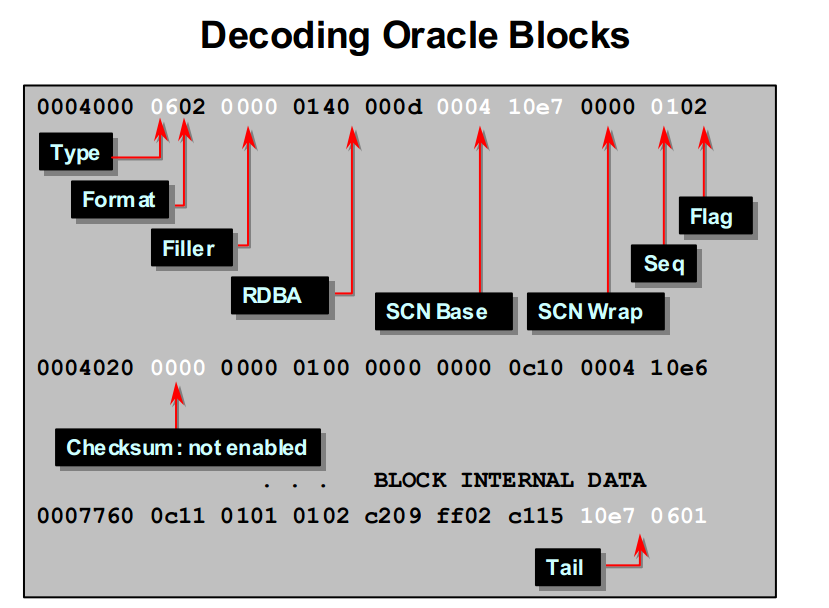 Decoding Oracle Blocks
0004000 0602 0000 0140 000d 0004 10e7 0000 0102
Type
Format
Flag
Filler
Seq
RDBA
SCN Base
SCN Wrap
0004020 0000 0000 0100 0000 0000 0c10 0004 10e6
Checksum: not enabled
. . . BLOCK INTERNAL DATA
0007760 0c11 0101 0102 c209 ff02 c115 10e7 0601
Tail